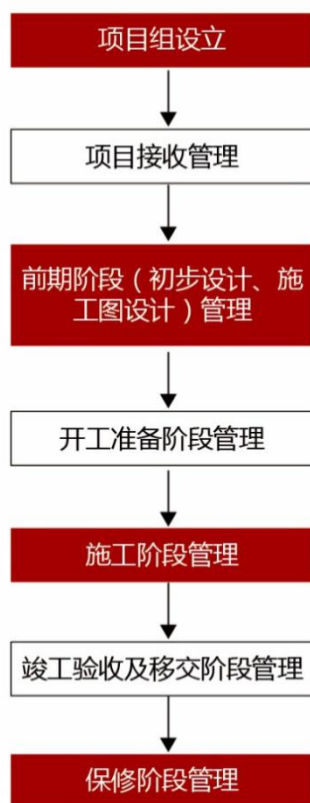 项目组设立
项目接收管理
前期阶段（初步设计、施
工图设计）管理
开工准备阶段管理
施工阶段管理
竣工验收及移交阶段管理
保修阶段管理